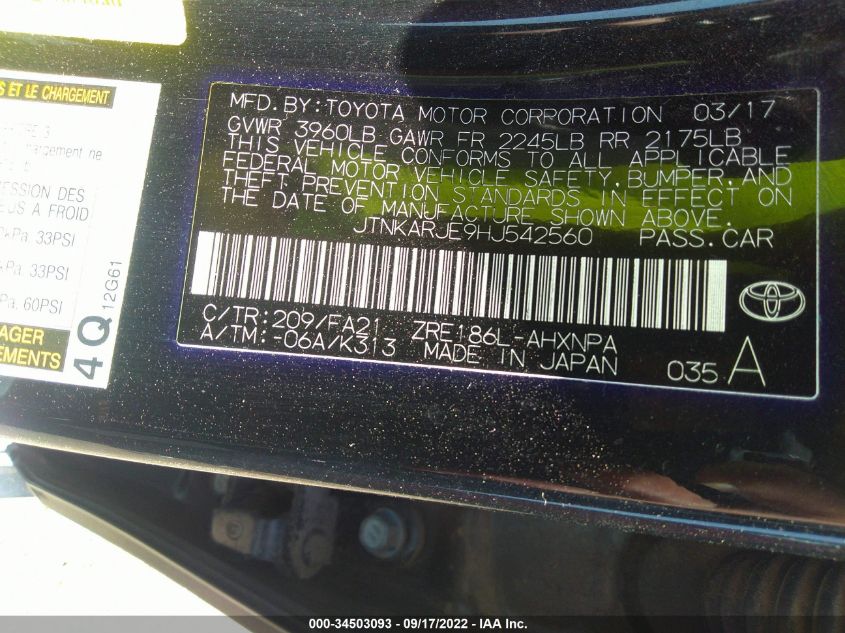 S ET LE CHARGEMENT
ESSION DES
US A FROID
kPa, 33PSI
kPa, 33PSI
Pa, 60PSI
AGER
EMENTS
4Q
12G61
MFD. BY: TOYOTA MOTOR CORPORATION 03/17
GVWR 3960LB GAWR FR 2245LB RR 2175LB
THIS VEHICLE CONFORMS TO ALL APPLICABLE
FEDERAL MOTOR VEHICLE SAFETY, BUMPER, AND
THEFT PREVENTION STANDARDS IN EFFECT ON
THE DATE OF MANUFACTURE SHOWN ABOVE.
JTNKARJE9HJ542560 PASS. CAR
C/TR: 209/FA21 ZRE186L-AHXNPA
A/TM: -06A/K313 MADE IN JAPAN
035 A
000-34503093 - 09/17/2022 - IAA Inc.